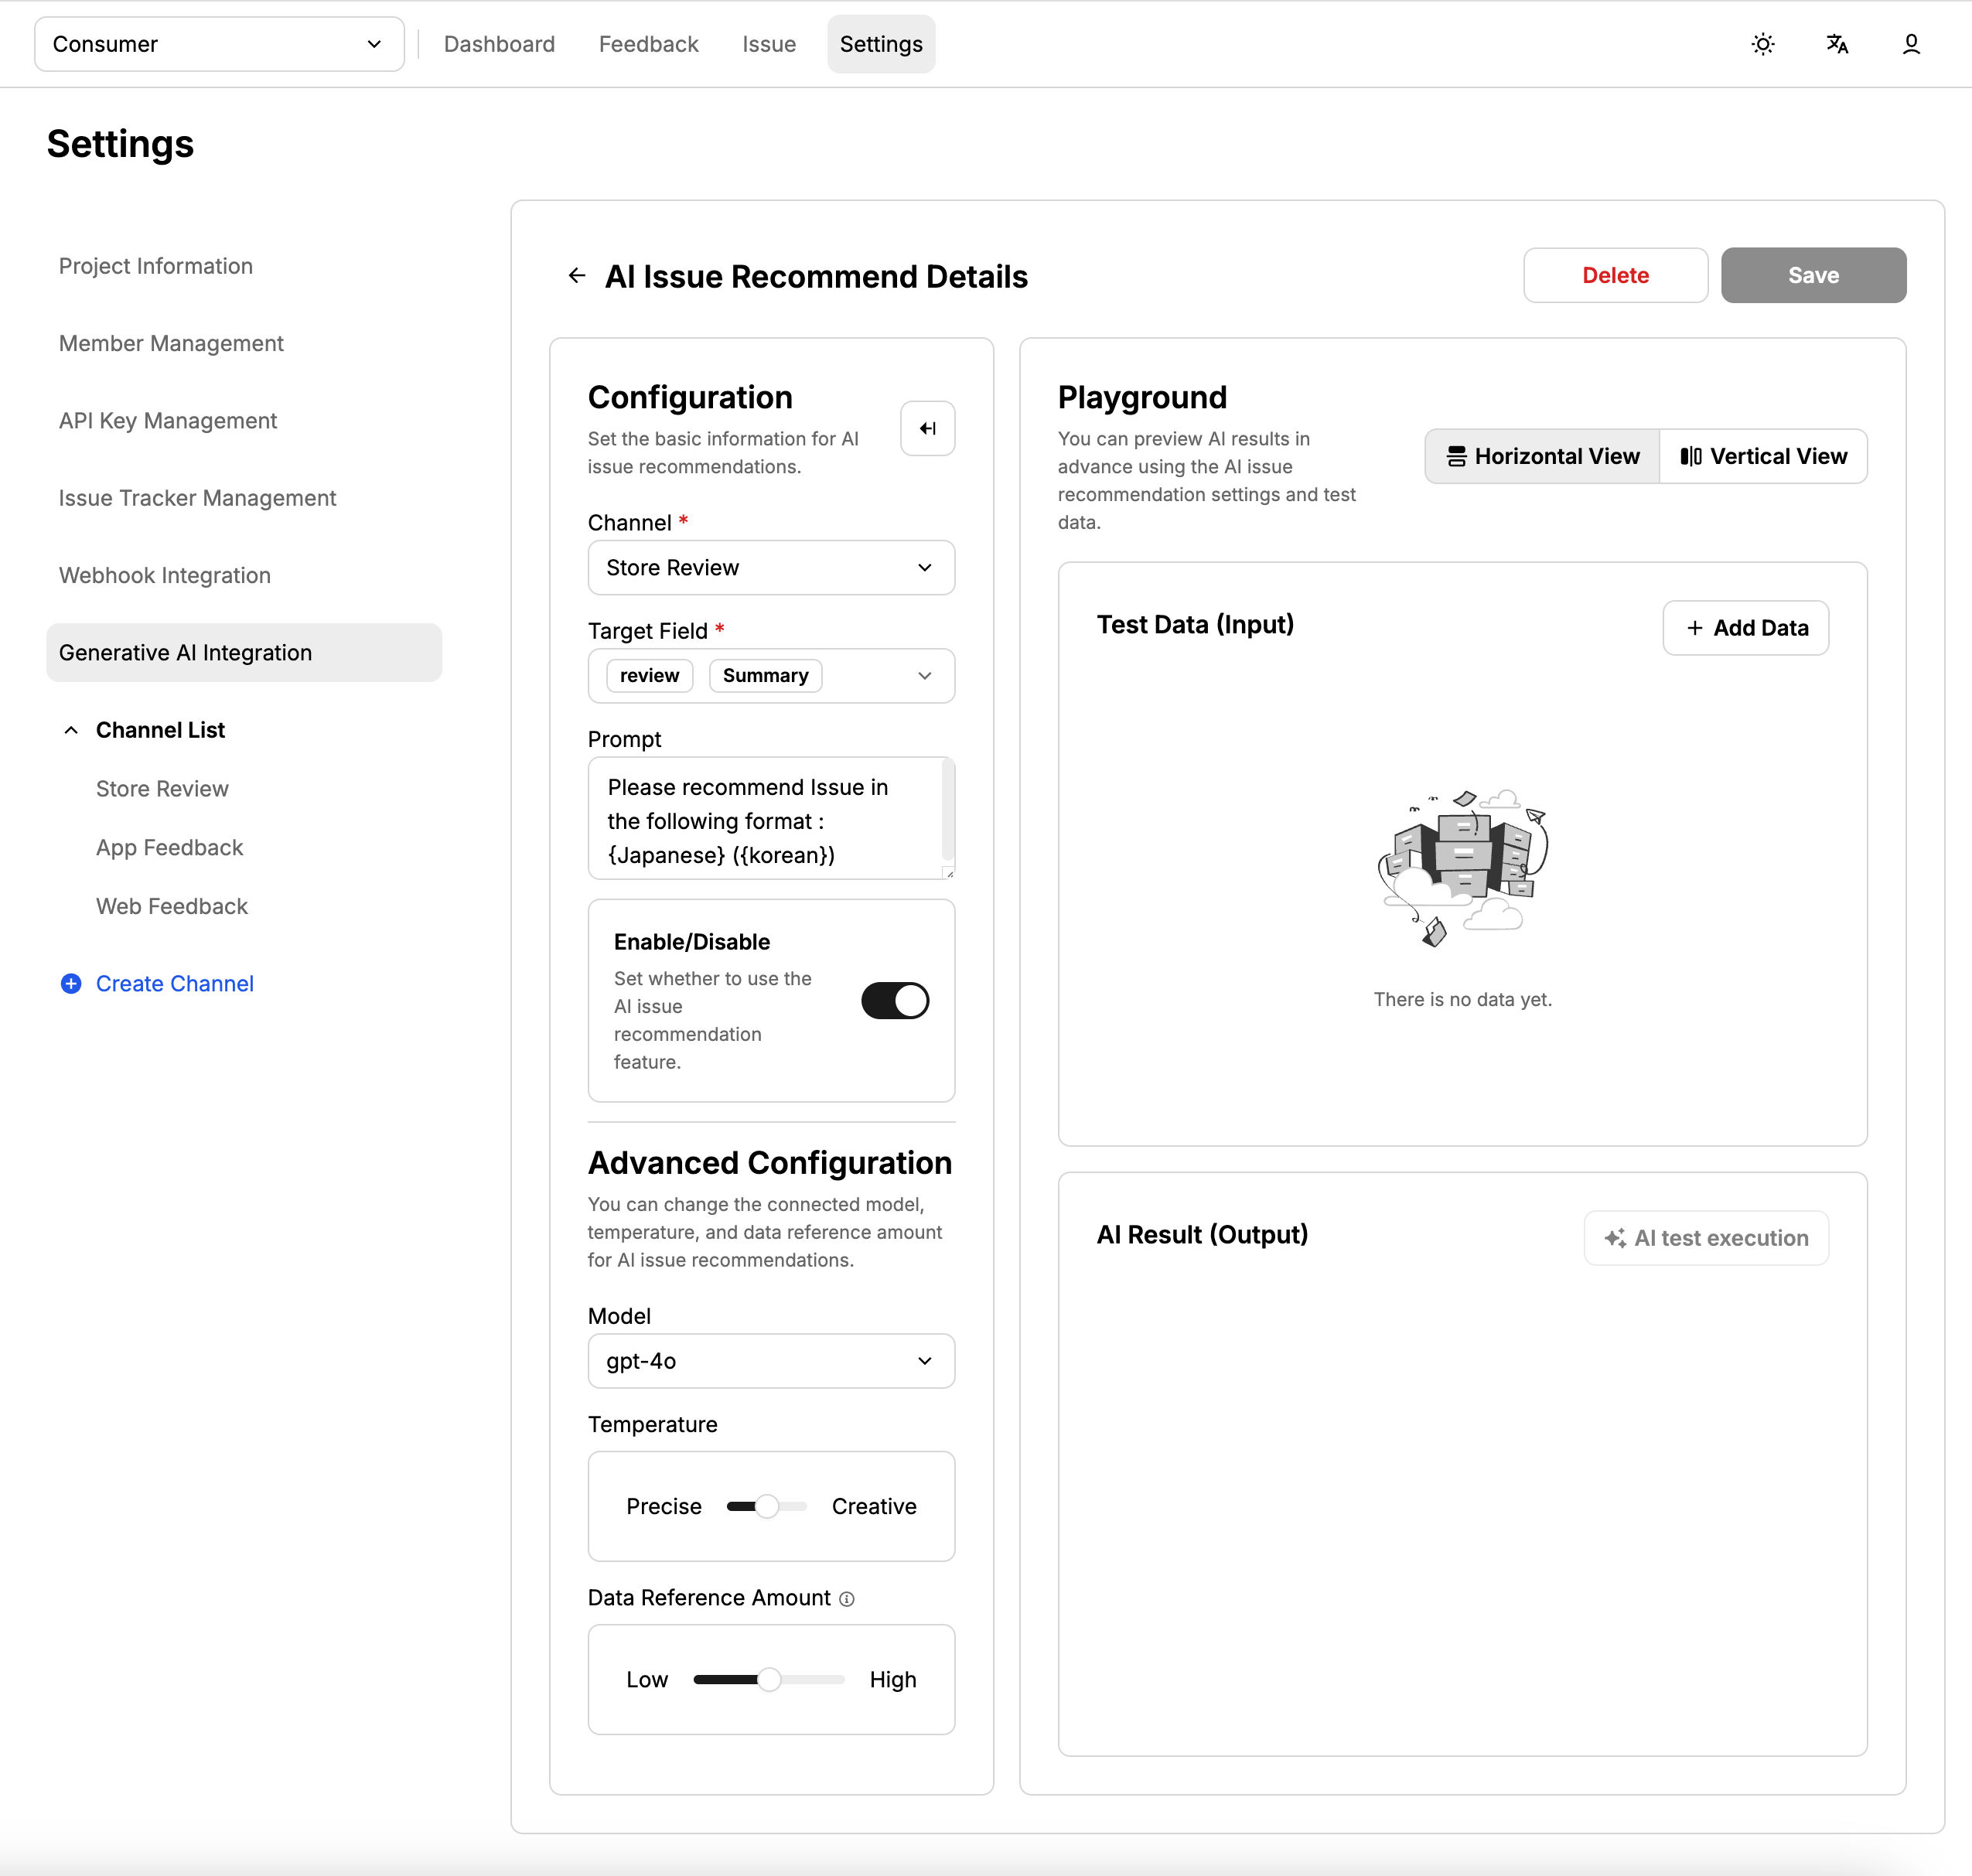 Consumer
Dashboard
Feedback
Issue
Settings
Settings
Project Information
Member Management
API Key Management
Issue Tracker Management
Webhook Integration
Generative AI Integration
Channel List
Store Review
App Feedback
Web Feedback
Create Channel
AI Issue Recommend Details
Delete
Save
Configuration
Set the basic information for AI
issue recommendations.
Channel *
Store Review
Target Field *
review
Summary
Prompt
Please recommend Issue in
the following format :
{Japanese} ({korean})
Enable/Disable
Set whether to use the
AI issue
recommendation
feature.
Advanced Configuration
You can change the connected model,
temperature, and data reference amount
for AI issue recommendations.
Model
gpt-4o
Temperature
Precise
Creative
Data Reference Amount
Low
High
Playground
You can preview AI results in
advance using the AI issue
recommendation settings and test
data.
Horizontal View
Vertical View
Test Data (Input)
Add Data
There is no data yet.
AI Result (Output)
AI test execution